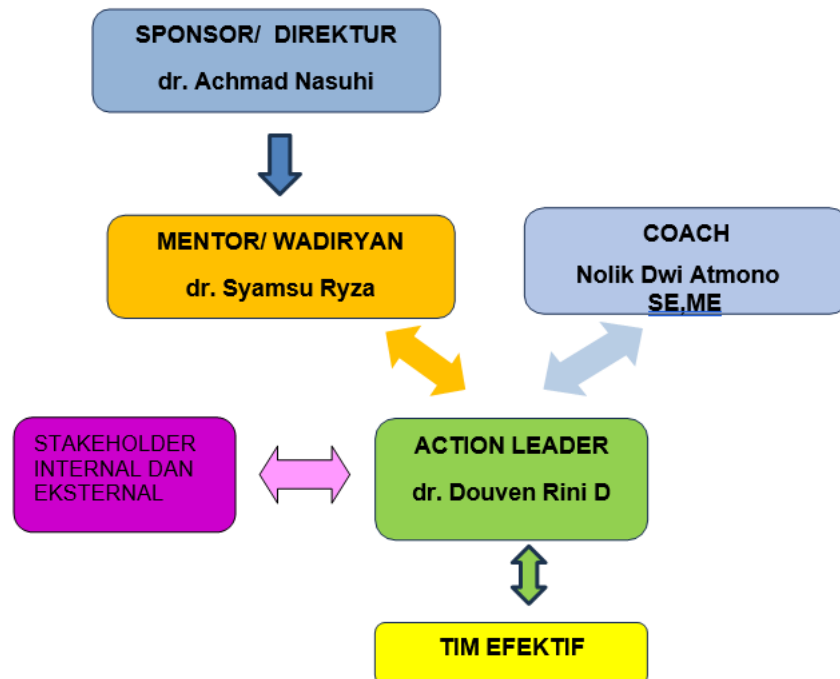 SPONSOR/ DIREKTUR
dr. Achmad Nasuhi
MENTOR/ WADIRYAN
dr. Syamsu Ryza
COACH
Nolik Dwi Atmono
SE,ME
STAKEHOLDER
INTERNAL DAN
EKSTERNAL
ACTION LEADER
dr. Douven Rini D
TIM EFEKTIF